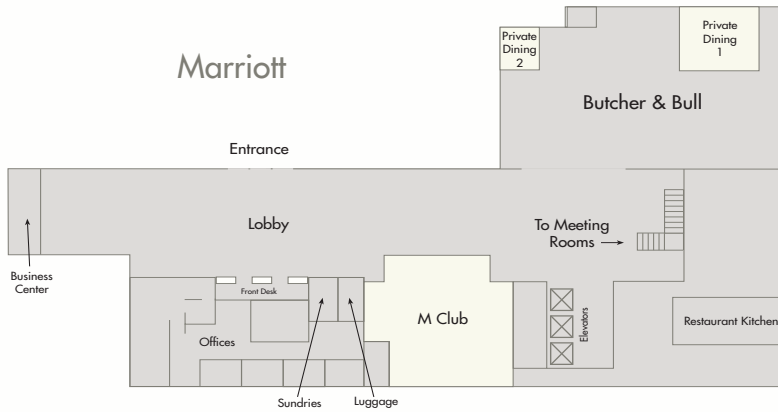 Marriott
Private
Dining
2
Private
Dining
1
Butcher & Bull
Entrance
Lobby
To Meeting
Rooms
Business
Center
Front Desk
Offices
M Club
Elevators
Restaurant Kitchen
Sundries
Luggage